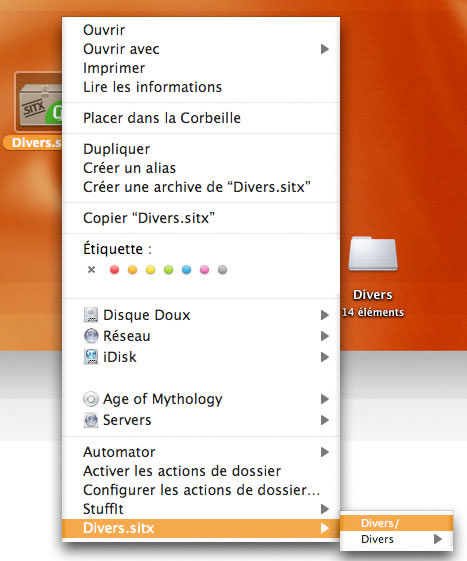 Ouvrir
Ouvrir avec
Imprimer
Lire les informations
Placer dans la Corbeille
Dupliquer
Créer un alias
Créer une archive de “Divers.sitx”
Copier “Divers.sitx”
Étiquette :
Disque Doux
Réseau
iDisk
Age of Mythology
Servers
Automator
Activer les actions de dossier
Configurer les actions de dossier...
StuffIt
Divers.sitx
Divers/
Divers
SITX
Divers.s
Divers
14 éléments